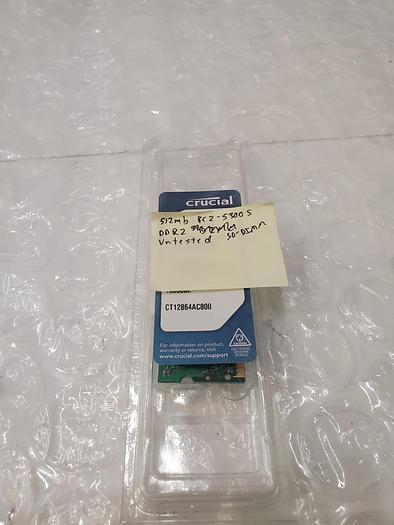 crucial
512mb PC2-5300S
DDR2 SO-DIMM
Untested
CT12864AC800
For information on product,
warranty or returns, visit
www.crucial.com/support